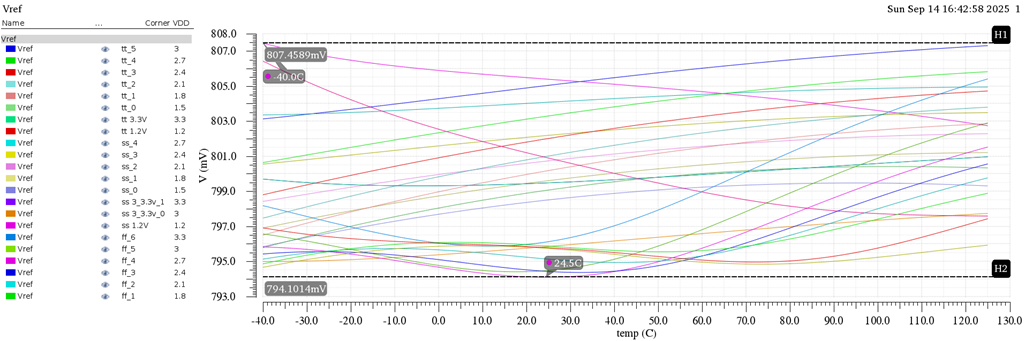 Vref
Sun Sep 14 16:42:58 2025 1
Name ... Corner VDD
Vref
Vref tt_5 3
Vref tt_4 2.7
Vref tt_3 2.4
Vref tt_2 2.1
Vref tt_1 1.8
Vref tt_0 1.5
Vref tt 3.3V 3.3
Vref tt 1.2V 1.2
Vref ss_4 2.7
Vref ss_3 2.4
Vref ss_2 2.1
Vref ss_1 1.8
Vref ss_0 1.5
Vref ss 3_3.3v_1 3.3
Vref ss 3_3.3v_0 3
Vref ss 1.2V 1.2
Vref ff_6 3.3
Vref ff_5 3
Vref ff_4 2.7
Vref ff_3 2.4
Vref ff_2 2.1
Vref ff_1 1.8
V (mV)
808.0
807.0
805.0
803.0
801.0
799.0
797.0
795.0
793.0
H1
807.4589mV
-40.0C
24.5C
H2
794.1014mV
-40.0 -30.0 -20.0 -10.0 0.0 10.0 20.0 30.0 40.0 50.0 60.0 70.0 80.0 90.0 100.0 110.0 120.0 130.0
temp (C)